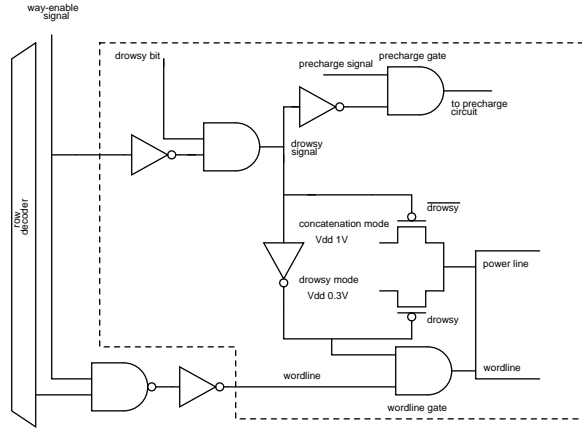 way-enable
signal
drowsy bit
precharge signal
precharge gate
to precharge
circuit
drowsy
signal
row
decoder
drowsy
concatenation mode
Vdd 1V
power line
drowsy mode
Vdd 0.3V
drowsy
wordline
wordline
wordline gate